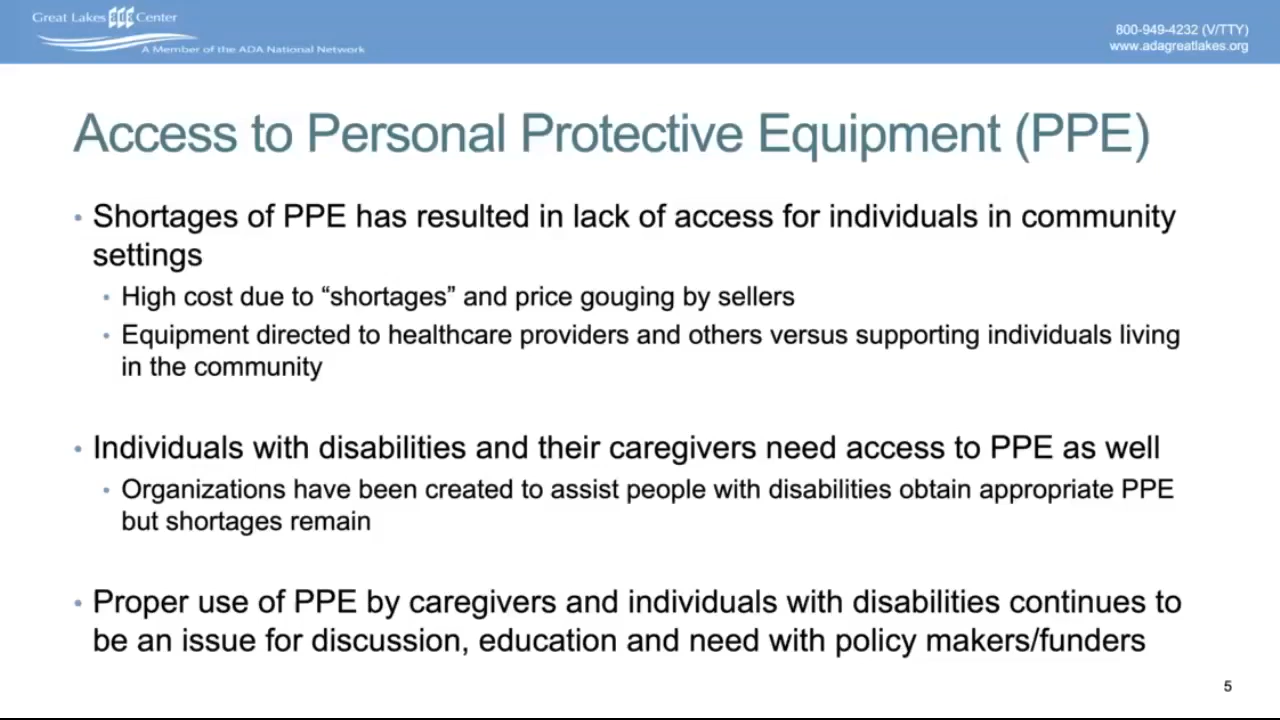 Great Lakes ada Center
A Member of the ADA National Network
800-949-4232 (V/TTY)
www.adagreatlakes.org
Access to Personal Protective Equipment (PPE)
• Shortages of PPE has resulted in lack of access for individuals in community
settings
• High cost due to “shortages” and price gouging by sellers
• Equipment directed to healthcare providers and others versus supporting individuals living
in the community
• Individuals with disabilities and their caregivers need access to PPE as well
• Organizations have been created to assist people with disabilities obtain appropriate PPE
but shortages remain
• Proper use of PPE by caregivers and individuals with disabilities continues to
be an issue for discussion, education and need with policy makers/funders
5